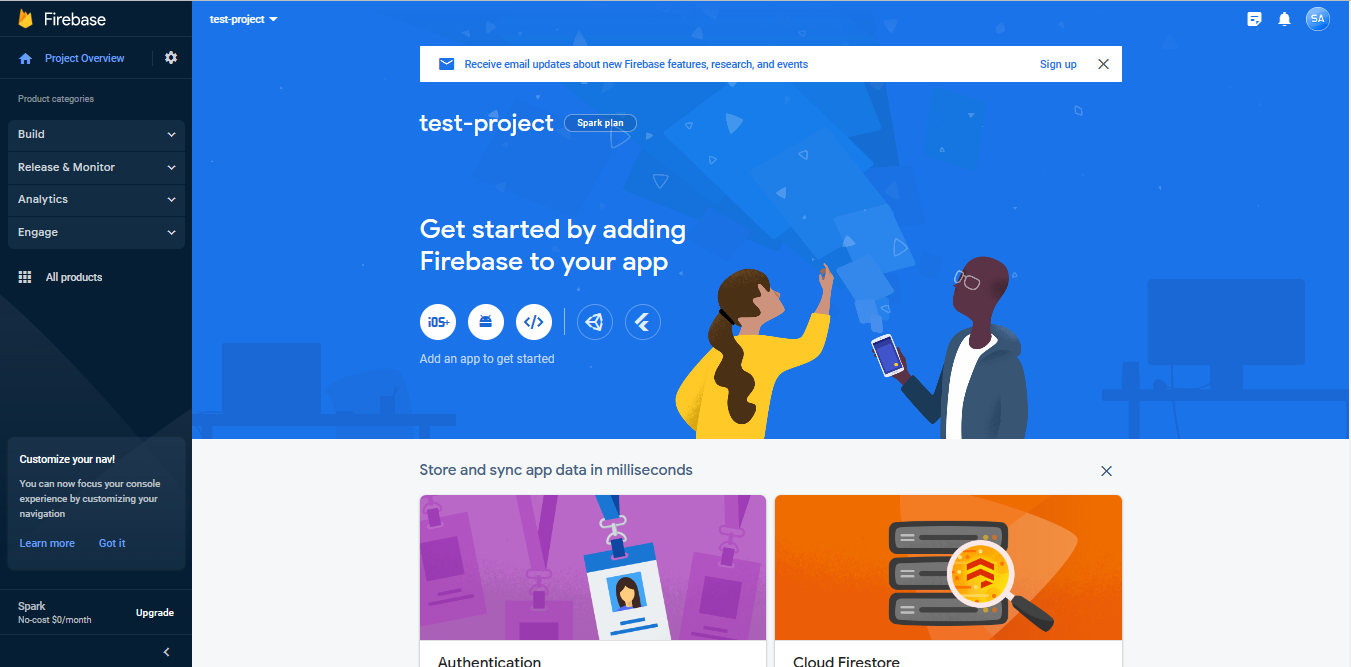 Firebase
test-project
SA
Project Overview
Receive email updates about new Firebase features, research, and events
Sign up
Product categories
Build
Release & Monitor
Analytics
Engage
All products
test-project
Spark plan
Get started by adding
Firebase to your app
iOS+
</>
Add an app to get started
Customize your nav!
You can now focus your console
experience by customizing your
navigation
Learn more
Got it
Spark
No-cost $0/month
Upgrade
Store and sync app data in milliseconds
Authentication
Cloud Firestore